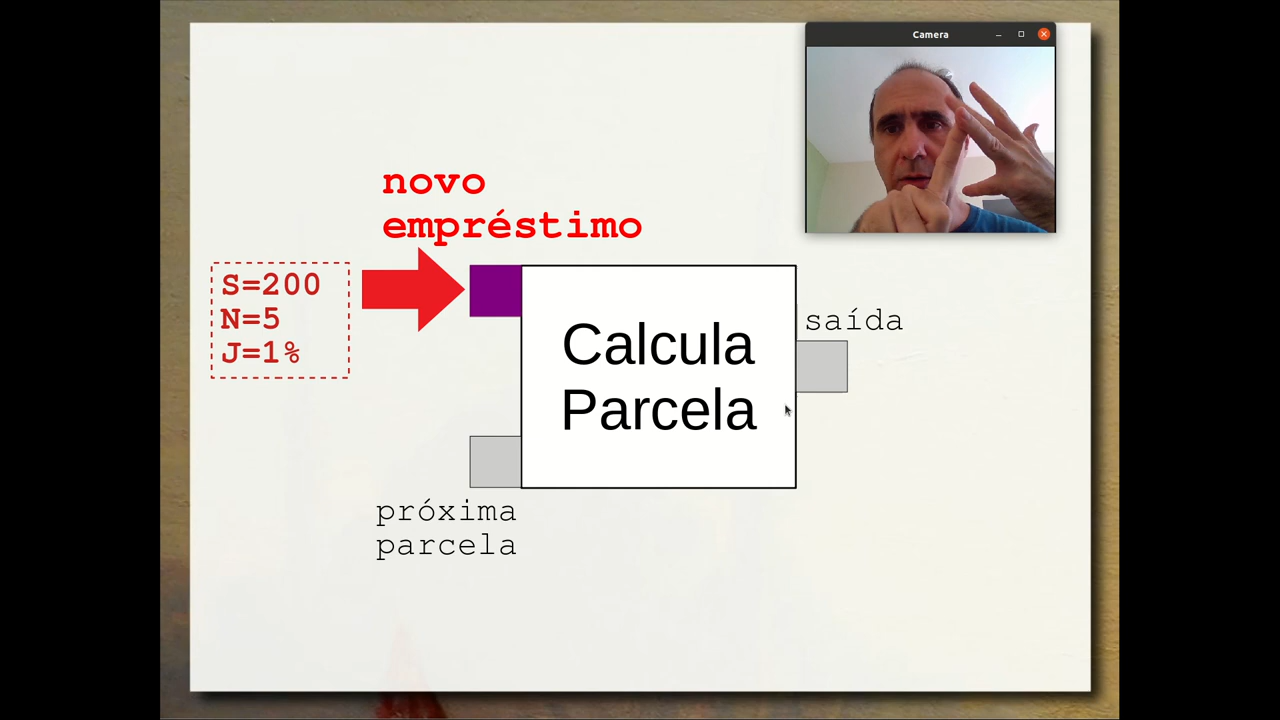 Camera
novo
empréstimo
S=200
N=5
J=1%
Calcula
Parcela
saída
próxima
parcela